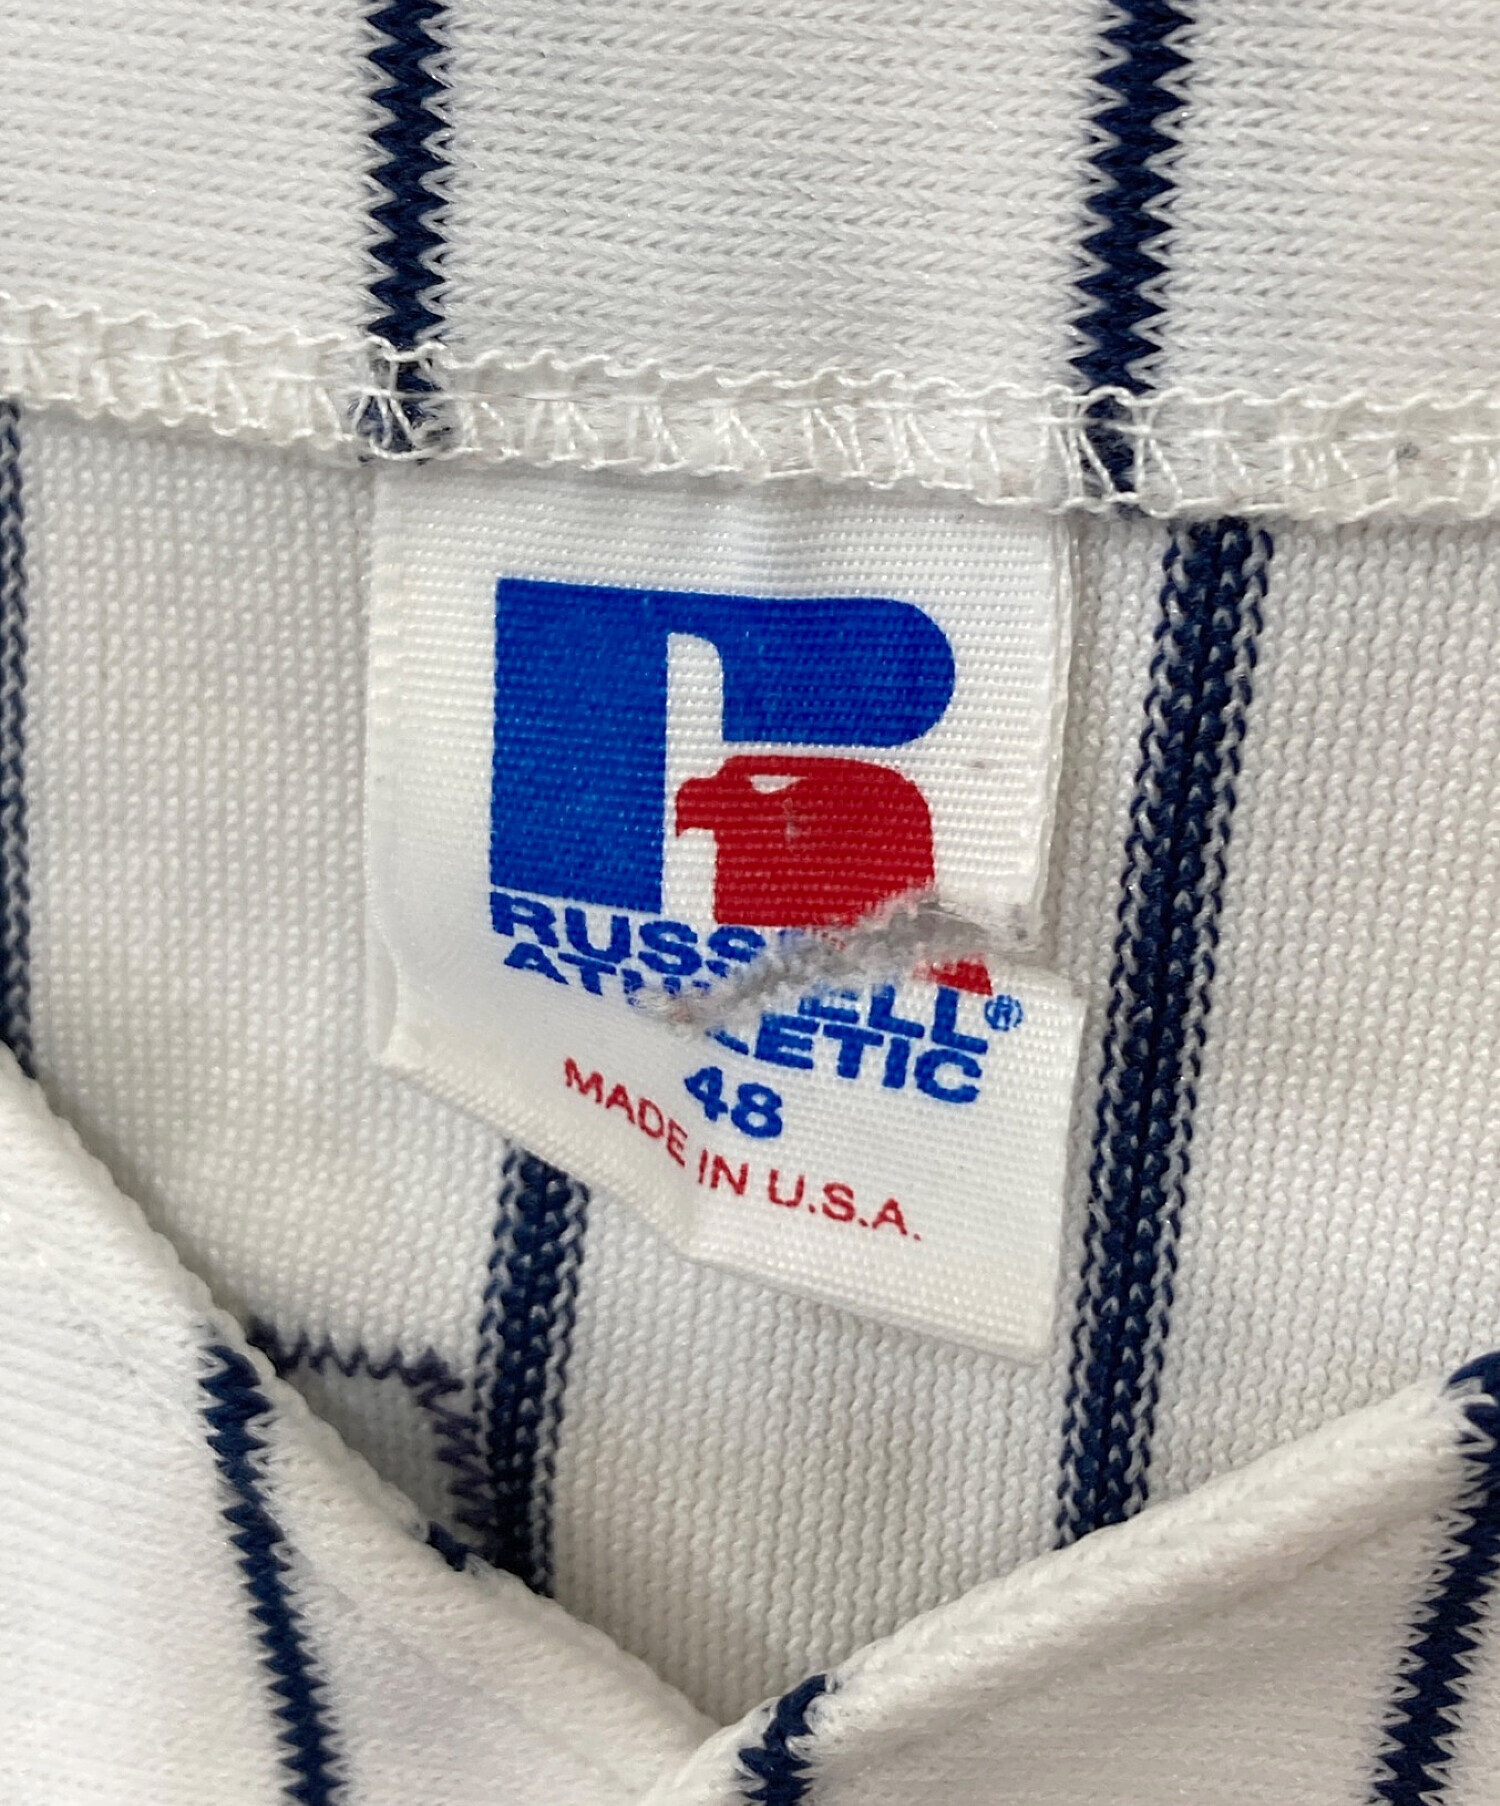 RUSSELL®
ATHLETIC
48
MADE IN U.S.A.